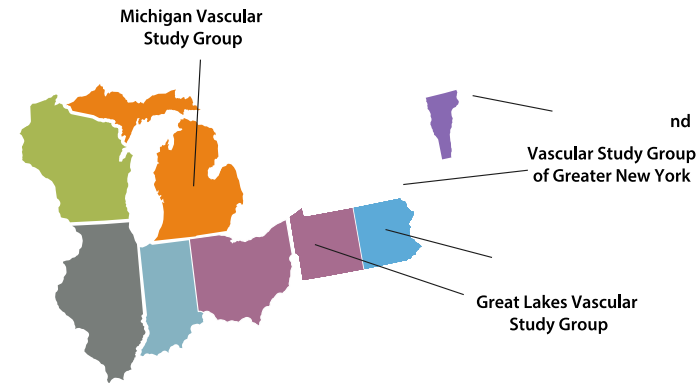 Michigan Vascular
Study Group
nd
Vascular Study Group
of Greater New York
Great Lakes Vascular
Study Group